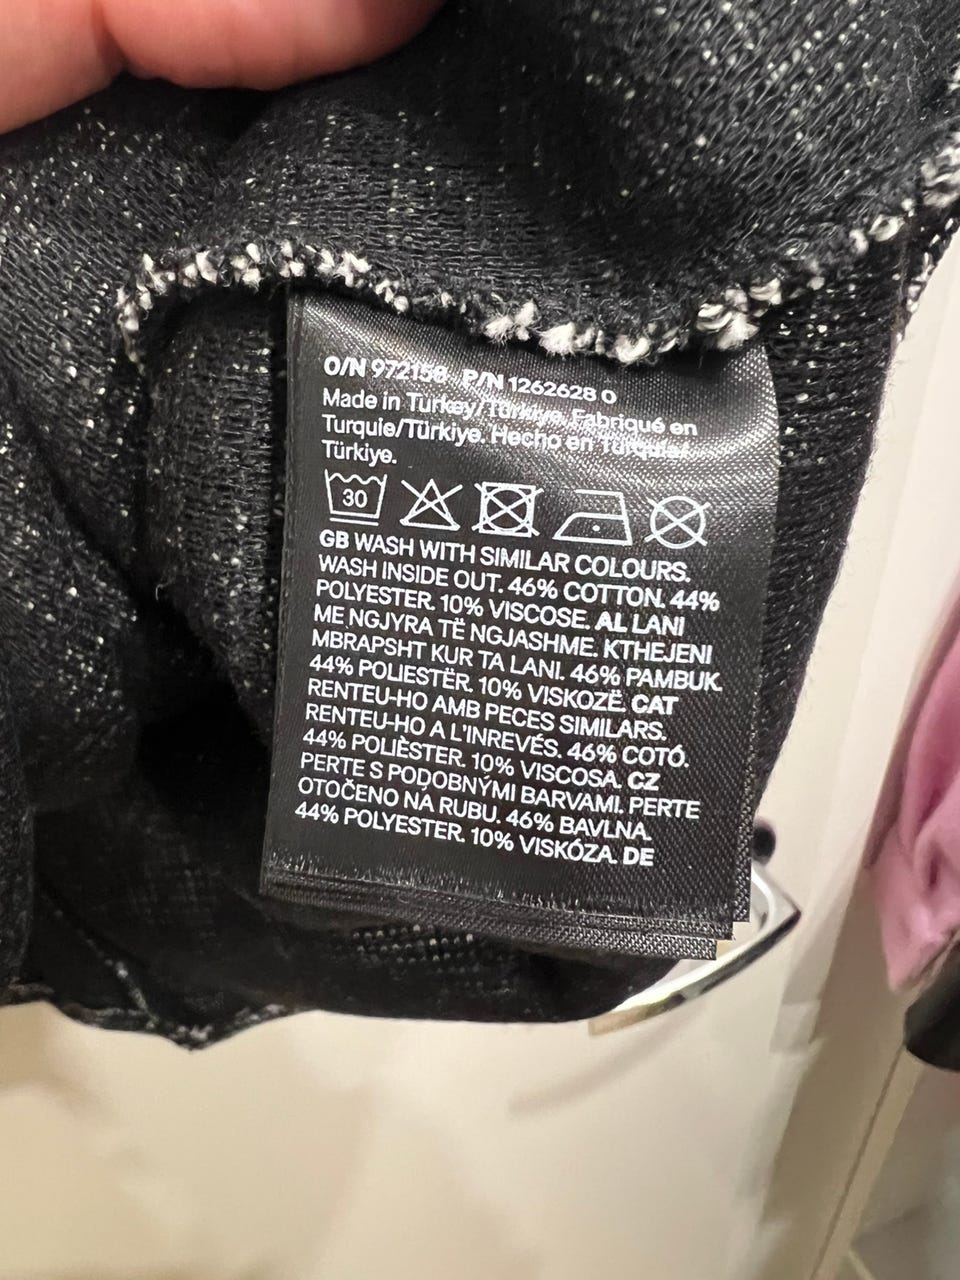 O/N 972158 P/N 1262628 0
Made in Turkey/Türkiye. Fabriqué en
Turquie/Türkiye. Hecho en Turquía/
Türkiye.
30
GB WASH WITH SIMILAR COLOURS.
WASH INSIDE OUT. 46% COTTON. 44%
POLYESTER. 10% VISCOSE. AL LANI
ME NGJYRA TË NGJASHME. KTHEJENI
MBRAPSHT KUR TA LANI. 46% PAMBUK.
44% POLIESTËR. 10% VISKOZË. CAT
RENTEU-HO AMB PECES SIMILARS.
RENTEU-HO A L'INREVÉS. 46% COTÓ.
44% POLIÈSTER. 10% VISCOSA. CZ
PERTE S PODOBNÝMI BARVAMI. PERTE
OTOČENO NA RUBU. 46% BAVLNA.
44% POLYESTER. 10% VISKÓZA. DE